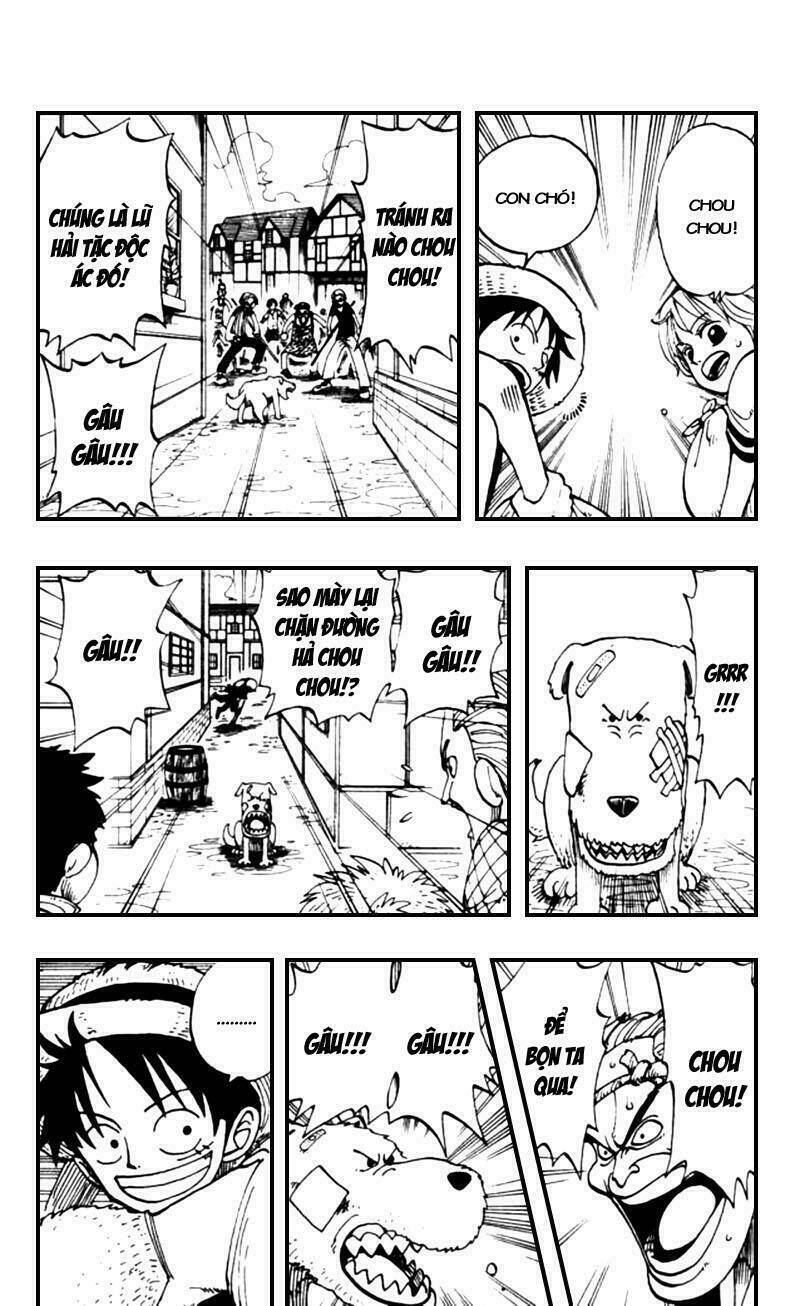 CHOU
CHOU!
CON CHÓ!
TRÁNH RA
NÀO CHOU
CHOU!
CHÚNG LÀ LŨ
HẢI TẶC ĐỘC
ÁC ĐÓ!
GÂU
GÂU!!!
GRRR
!!!
GÂU
GÂU!!
SAO MÀY LẠI
CHẶN ĐƯỜNG
HẢ CHOU
CHOU!?
GÂU!!
CHOU
CHOU!
ĐỂ
BỌN TA
QUA!
GÂU!!!
GÂU!!!
..........